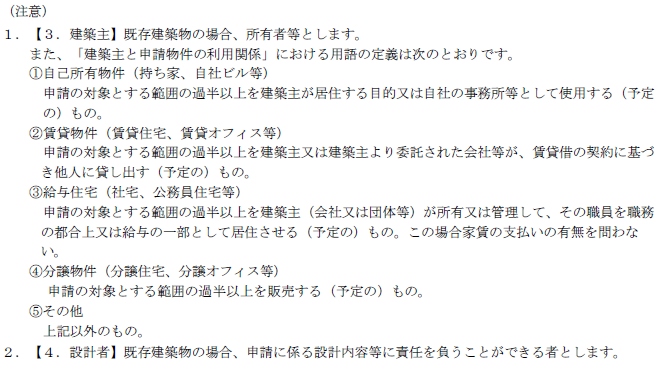 （注意）
１．【３．建築主】既存建築物の場合、所有者等とします。
また、「建築主と申請物件の利用関係」における用語の定義は次のとおりです。
①自己所有物件（持ち家、自社ビル等）
申請の対象とする範囲の過半以上を建築主が居住する目的又は自社の事務所等として使用する（予定
の）もの。
②賃貸物件（賃貸住宅、賃貸オフィス等）
申請の対象とする範囲の過半以上を建築主又は建築主より委託された会社等が、賃貸借の契約に基づ
き他人に貸し出す（予定の）もの。
③給与住宅（社宅、公務員住宅等）
申請の対象とする範囲の過半以上を建築主（会社又は団体等）が所有又は管理して、その職員を職務
の都合上又は給与の一部として居住させる（予定の）もの。この場合家賃の支払いの有無を問わな
い。
④分譲物件（分譲住宅、分譲オフィス等）
申請の対象とする範囲の過半以上を販売する（予定の）もの。
⑤その他
上記以外のもの。
２．【４．設計者】既存建築物の場合、申請に係る設計内容等に責任を負うことができる者とします。